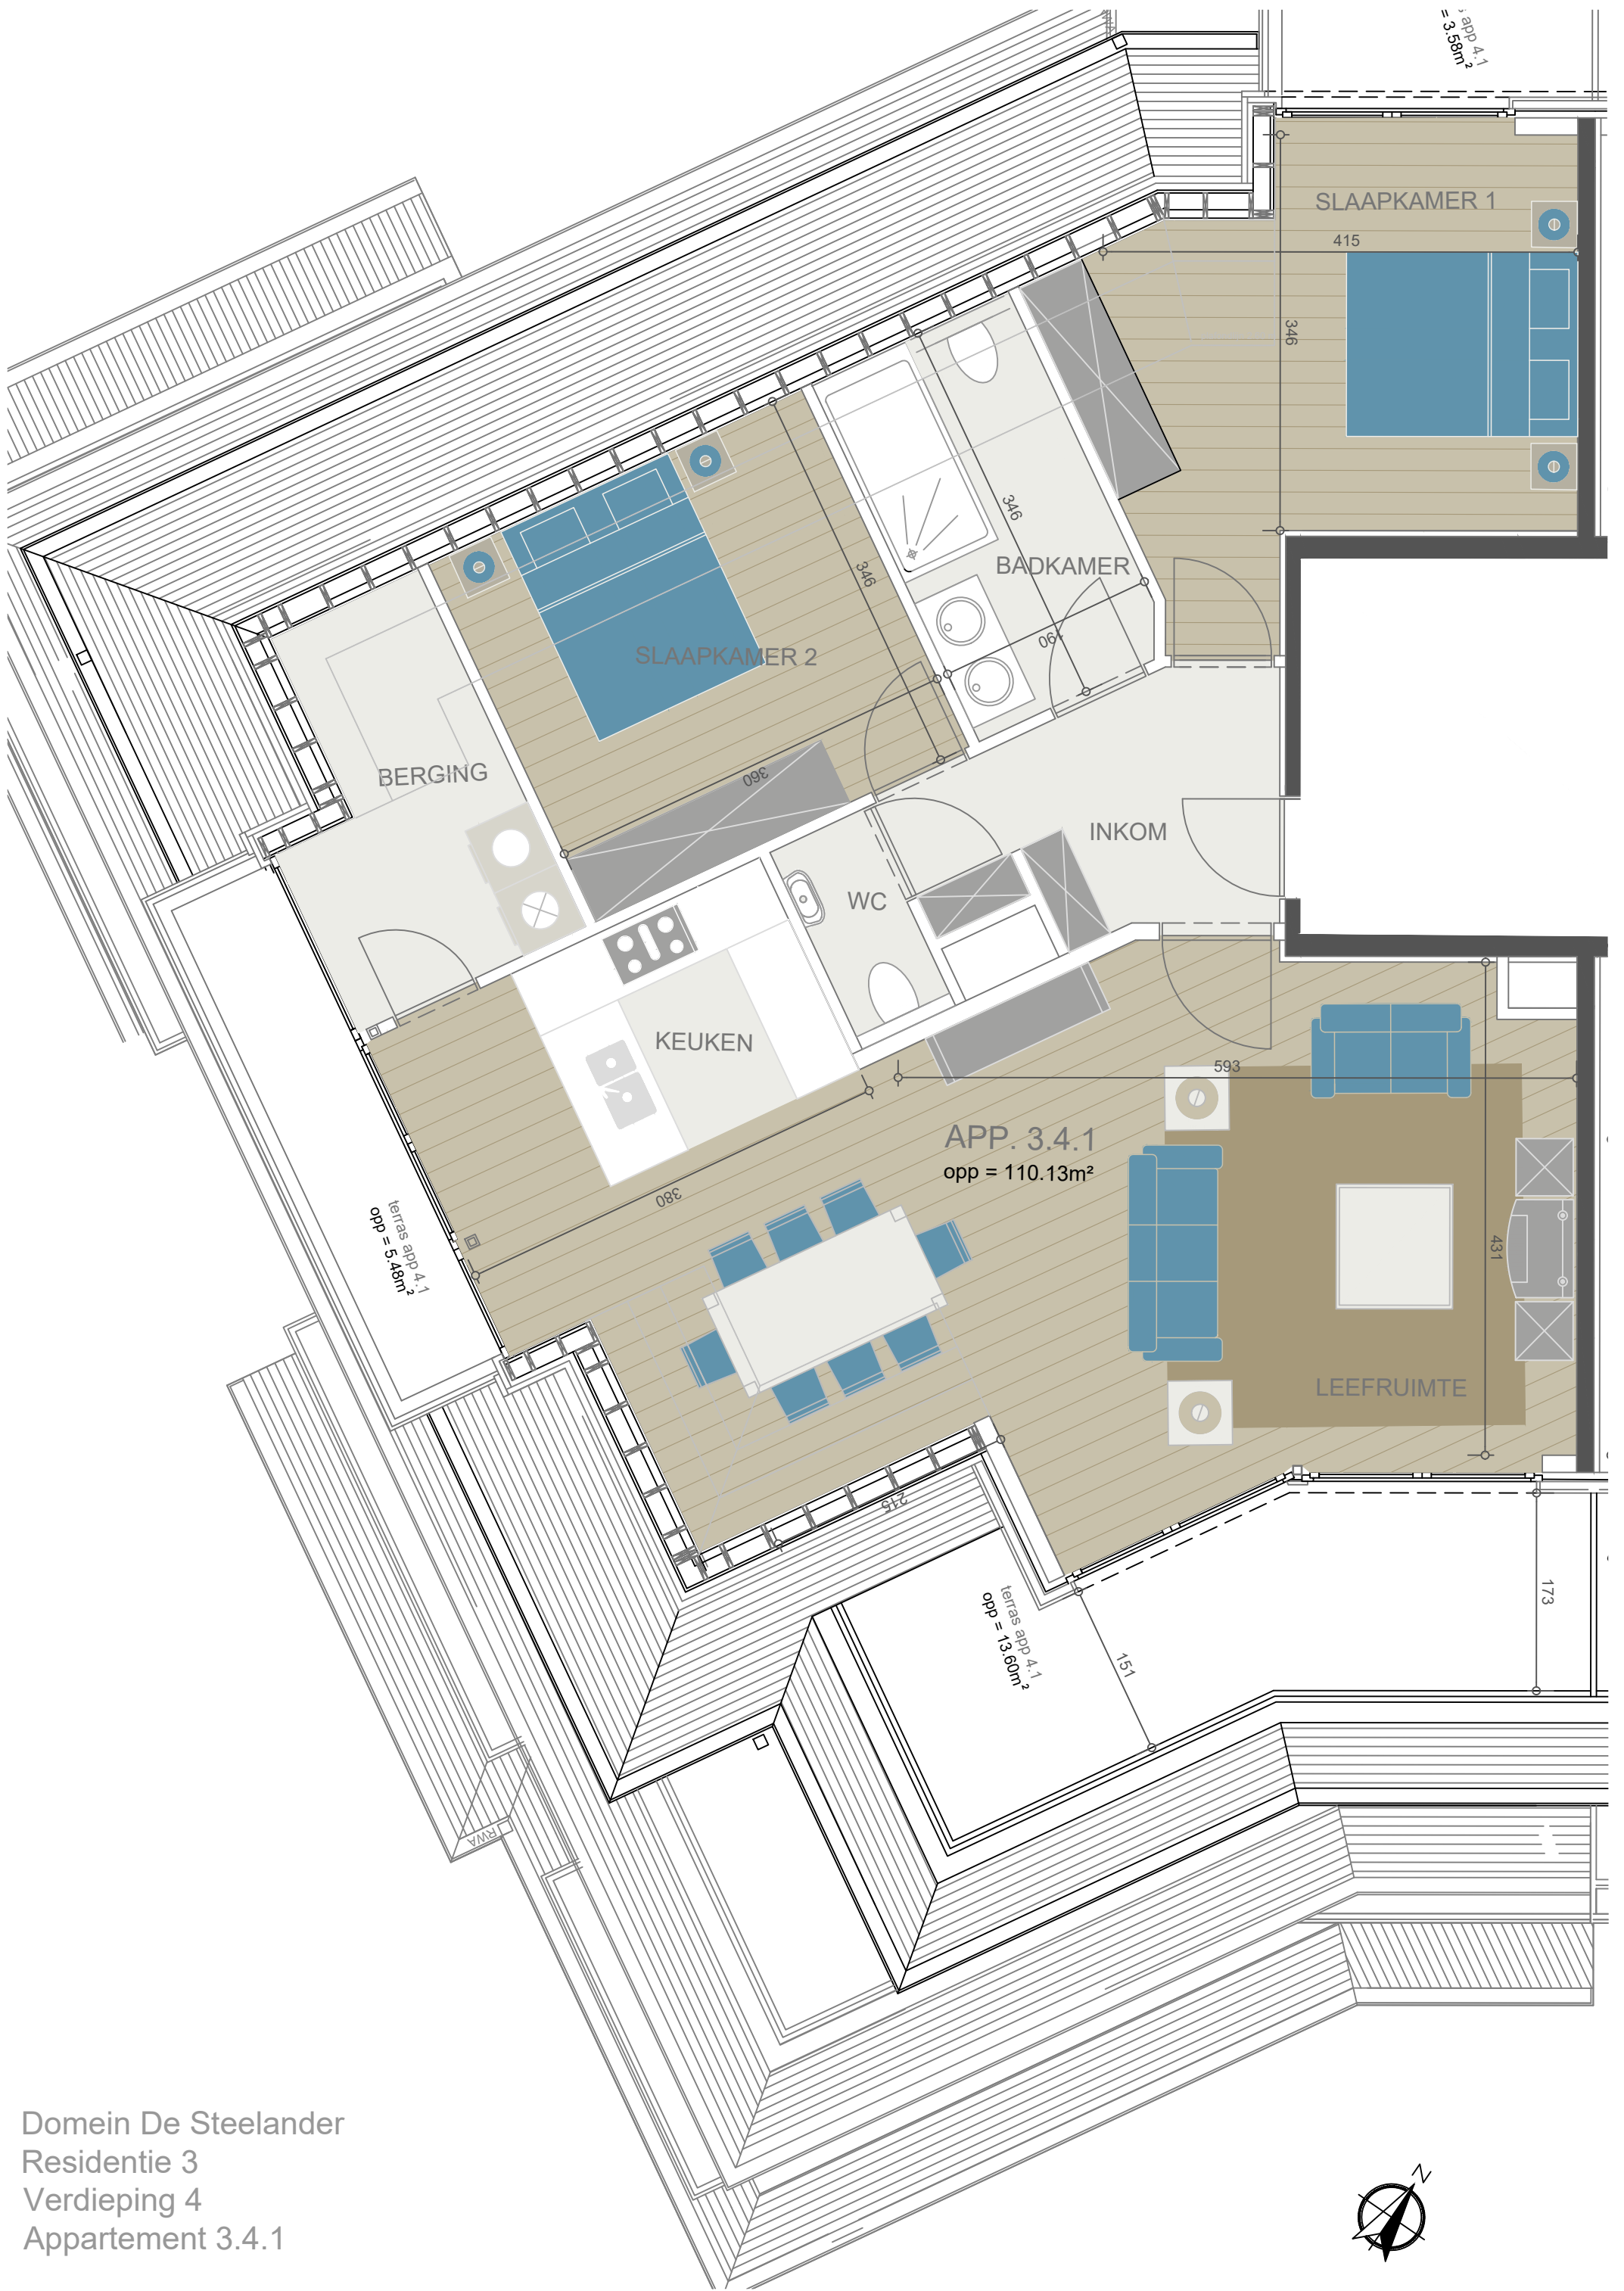 s app 4.1
= 3.58m²
SLAAPKAMER 1
415
346
346
BADKAMER
190
346
SLAAPKAMER 2
360
BERGING
INKOM
WC
KEUKEN
593
APP. 3.4.1
opp = 110.13m²
380
431
terras app 4.1
opp = 5.48m²
LEEFRUIMTE
215
173
terras app 4.1
opp = 13.60m²
151
RWA
Domein De Steelander
Residentie 3
Verdieping 4
Appartement 3.4.1
N